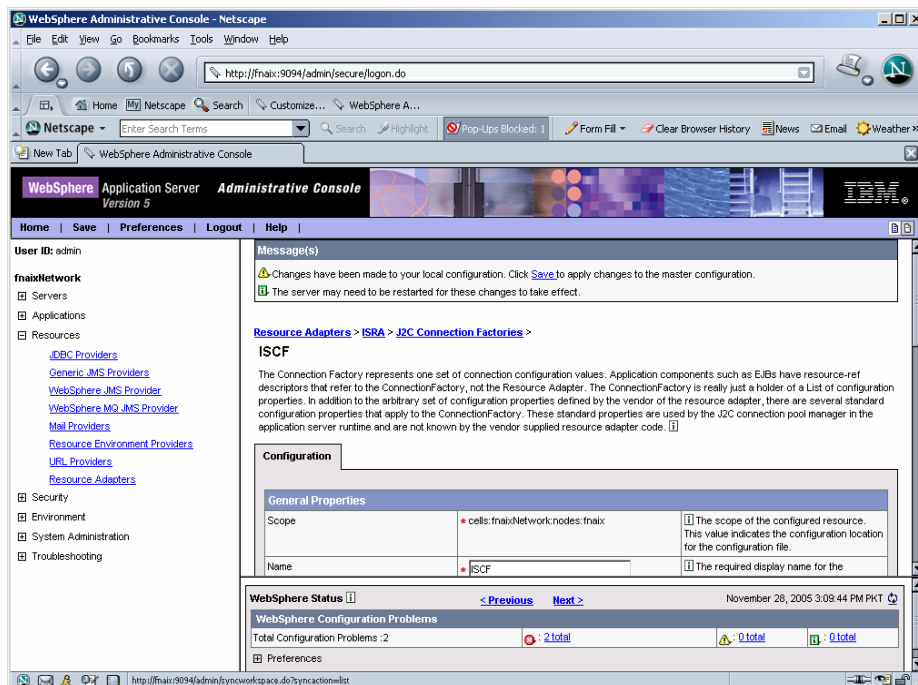 WebSphere Administrative Console - Netscape
File Edit View Go Bookmarks Tools Window Help
http://fnaix:9094/admin/secure/logon.do
Home My Netscape Search Customize... WebSphere A...
Netscape Enter Search Terms Search Highlight Pop-Ups Blocked: 1 Form Fill Clear Browser History News Email Weather
New Tab WebSphere Administrative Console
WebSphere Application Server Administrative Console
Version 5
IBM
Home | Save | Preferences | Logout | Help |
User ID: admin
fnaixNetwork
Servers
Applications
Resources
JDBC Providers
Generic JMS Providers
WebSphere JMS Provider
WebSphere MQ JMS Provider
Mail Providers
Resource Environment Providers
URL Providers
Resource Adapters
Security
Environment
System Administration
Troubleshooting
Message(s)
Changes have been made to your local configuration. Click Save to apply changes to the master configuration.
The server may need to be restarted for these changes to take effect.
Resource Adapters > ISRA > J2C Connection Factories >
ISCF
The Connection Factory represents one set of connection configuration values. Application components such as EJBs have resource-ref
descriptors that refer to the ConnectionFactory, not the Resource Adapter. The ConnectionFactory is really just a holder of a List of configuration
properties. In addition to the arbitrary set of configuration properties defined by the vendor of the resource adapter, there are several standard
configuration properties that apply to the ConnectionFactory. These standard properties are used by the J2C connection pool manager in the
application server runtime and are not known by the vendor supplied resource adapter code. i
Configuration
General Properties
Scope * cells:fnaixNetwork:nodes:fnaix i The scope of the configured resource.
This value indicates the configuration location
for the configuration file.
Name * ISCF i The required display name for the
WebSphere Status i < Previous Next > November 28, 2005 3:09:44 PM PKT
WebSphere Configuration Problems
Total Configuration Problems :2 : 2 total : 0 total : 0 total
Preferences
http://fnaix:9094/admin/syncworkspace.do?syncaction=list